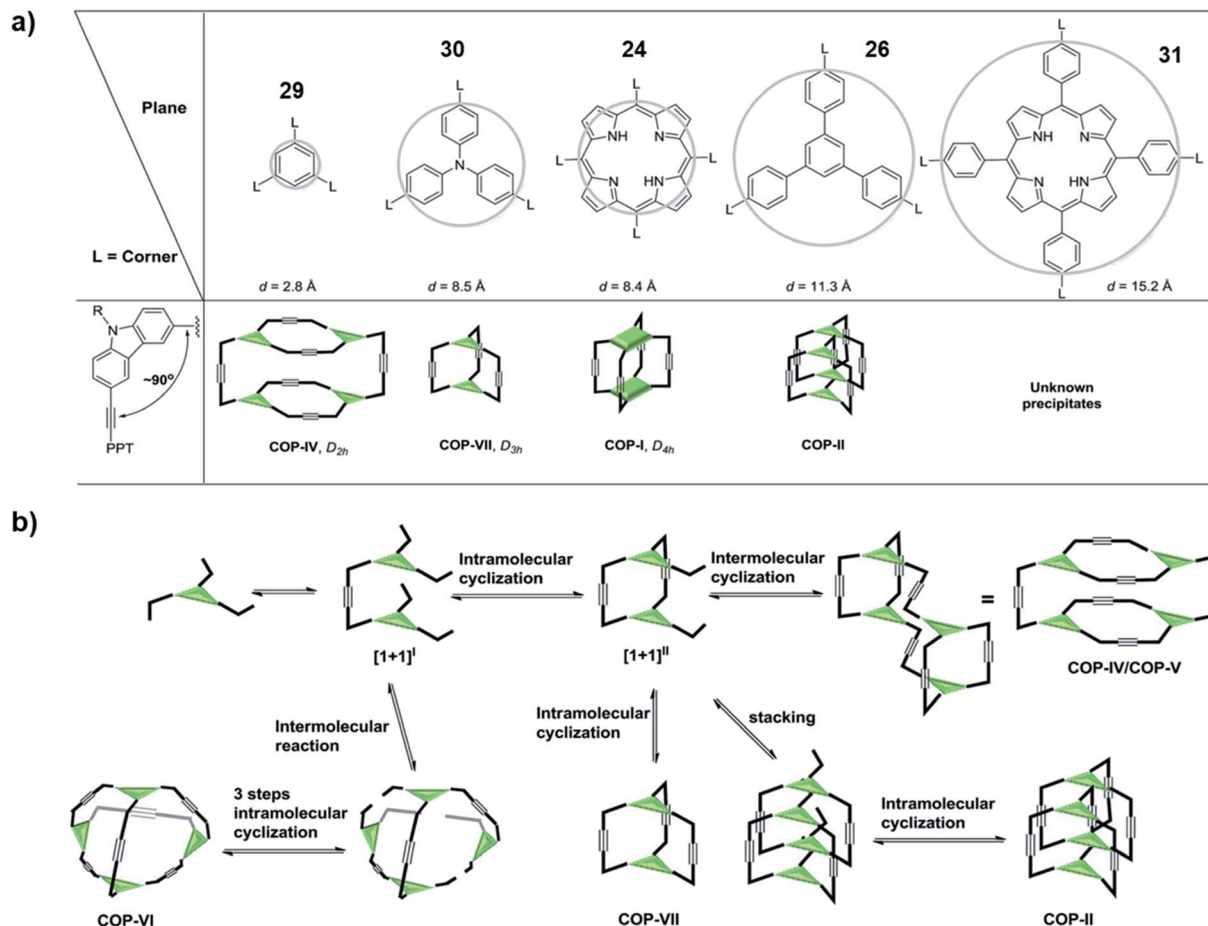 a)
Plane
L = Corner
29
30
24
26
31
L
L
L
L
L
L
N
L
L
L
L
NH
N
N
HN
L
L
L
L
L
L
L
NH
N
N
HN
d = 2.8 Å
d = 8.5 Å
d = 8.4 Å
d = 11.3 Å
d = 15.2 Å
R
N
~90°
PPT
COP-IV, D2h
COP-VII, D3h
COP-I, D4h
COP-II
Unknown
precipitates
b)
Intramolecular
cyclization
Intermolecular
cyclization
=
[1+1]I
[1+1]II
COP-IV/COP-V
Intermolecular
reaction
Intramolecular
cyclization
stacking
3 steps
intramolecular
cyclization
Intramolecular
cyclization
COP-VI
COP-VII
COP-II